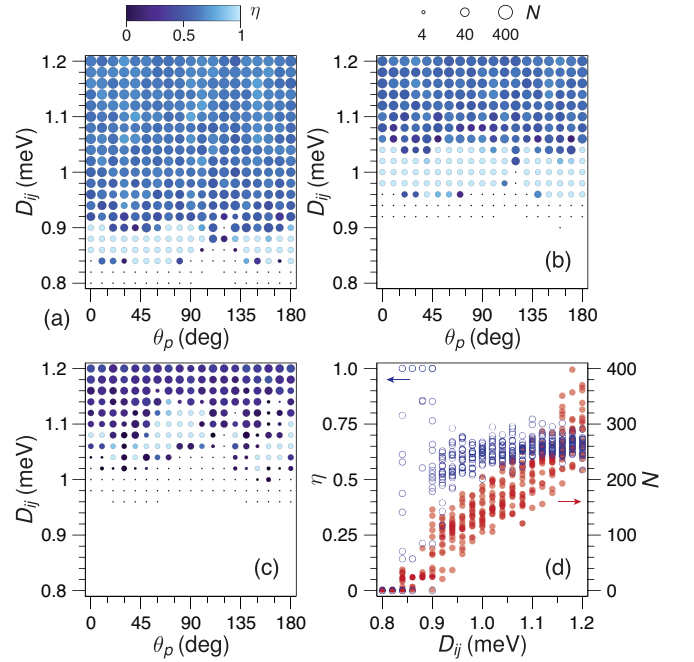 η
0 0.5 1
N
4 40 400
1.2
1.1
1
0.9
0.8
D_ij (meV)
0 45 90 135 180
θ_p (deg)
(a)
1.2
1.1
1
0.9
0.8
D_ij (meV)
0 45 90 135 180
θ_p (deg)
(b)
1.2
1.1
1
0.9
0.8
D_ij (meV)
0 45 90 135 180
θ_p (deg)
(c)
1.0
0.75
0.5
0.25
0
η
400
300
200
100
0
N
0.8 0.9 1.0 1.1 1.2
D_ij (meV)
(d)